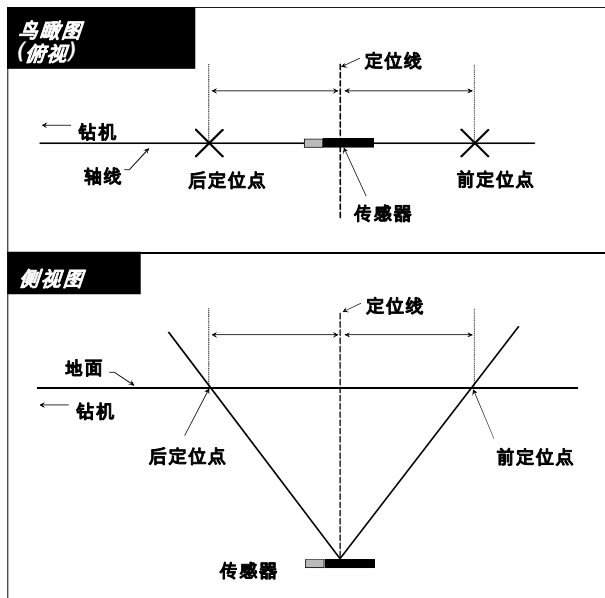 鸟瞰图
(俯视)
定位线
钻机
轴线
后定位点
前定位点
传感器
侧视图
定位线
地面
钻机
后定位点
前定位点
传感器